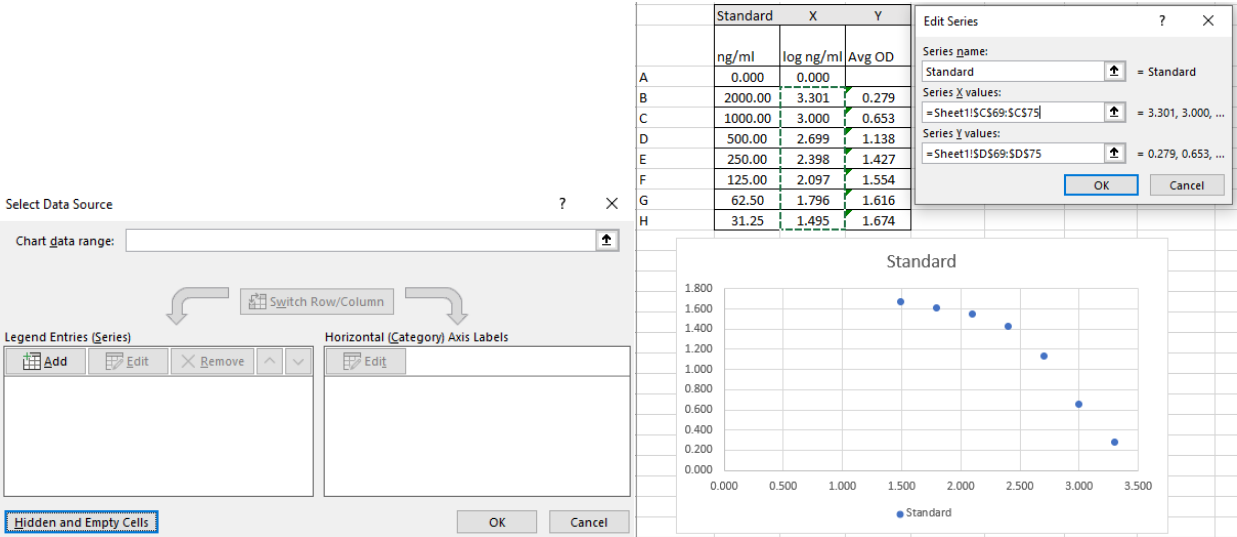 Select Data Source ? ×
Chart data range:
Switch Row/Column
Legend Entries (Series)
Add Edit Remove
Horizontal (Category) Axis Labels
Edit
Hidden and Empty Cells
OK Cancel
Standard X Y
ng/ml log ng/ml Avg OD
A 0.000 0.000
B 2000.00 3.301 0.279
C 1000.00 3.000 0.653
D 500.00 2.699 1.138
E 250.00 2.398 1.427
F 125.00 2.097 1.554
G 62.50 1.796 1.616
H 31.25 1.495 1.674
Edit Series ? ×
Series name:
Standard = Standard
Series X values:
=Sheet1!$C$69:$C$75 = 3.301, 3.000, ...
Series Y values:
=Sheet1!$D$69:$D$75 = 0.279, 0.653, ...
OK Cancel
Standard
1.800
1.600
1.400
1.200
1.000
0.800
0.600
0.400
0.200
0.000
0.000 0.500 1.000 1.500 2.000 2.500 3.000 3.500
Standard